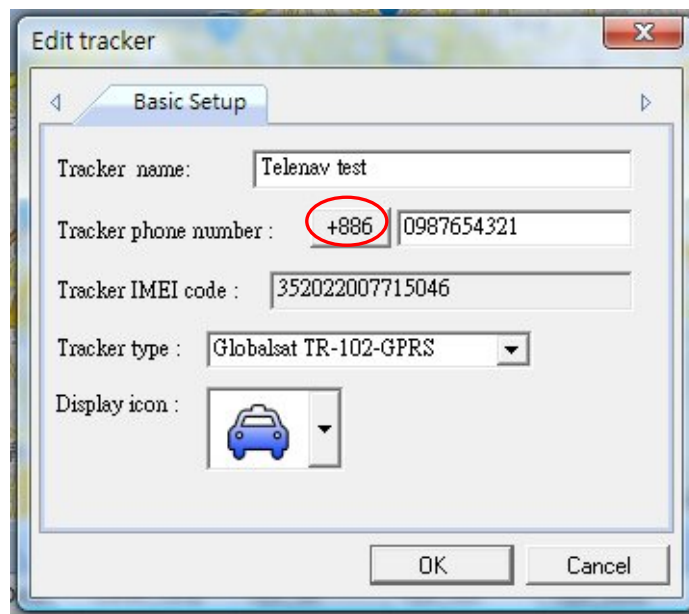 Edit tracker
Basic Setup
Tracker name: Telenav test
Tracker phone number : +886 0987654321
Tracker IMEI code : 352022007715046
Tracker type : Globalsat TR-102-GPRS
Display icon :
OK Cancel